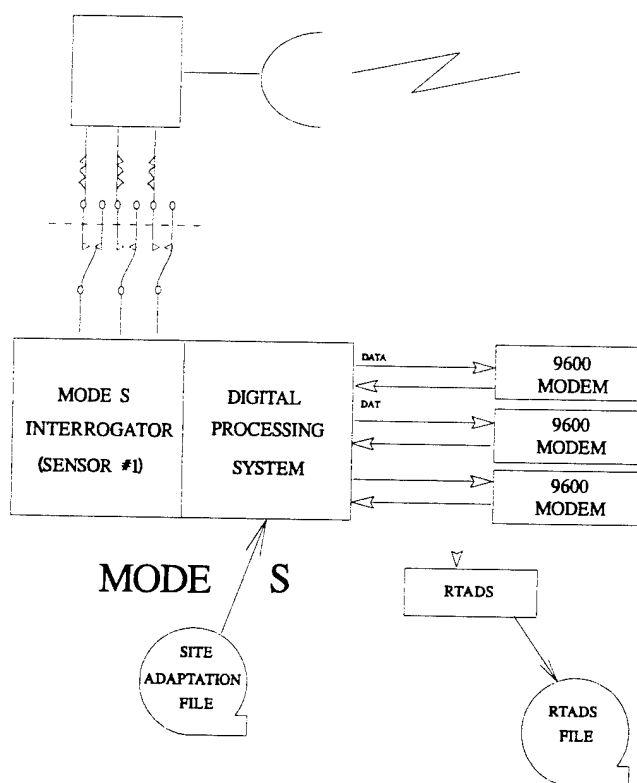 DATA
9600
MODEM
MODE S
INTERROGATOR
(SENSOR #1)
DIGITAL
PROCESSING
SYSTEM
DAT
9600
MODEM
9600
MODEM
MODE S
RTADS
SITE
ADAPTATION
FILE
RTADS
FILE